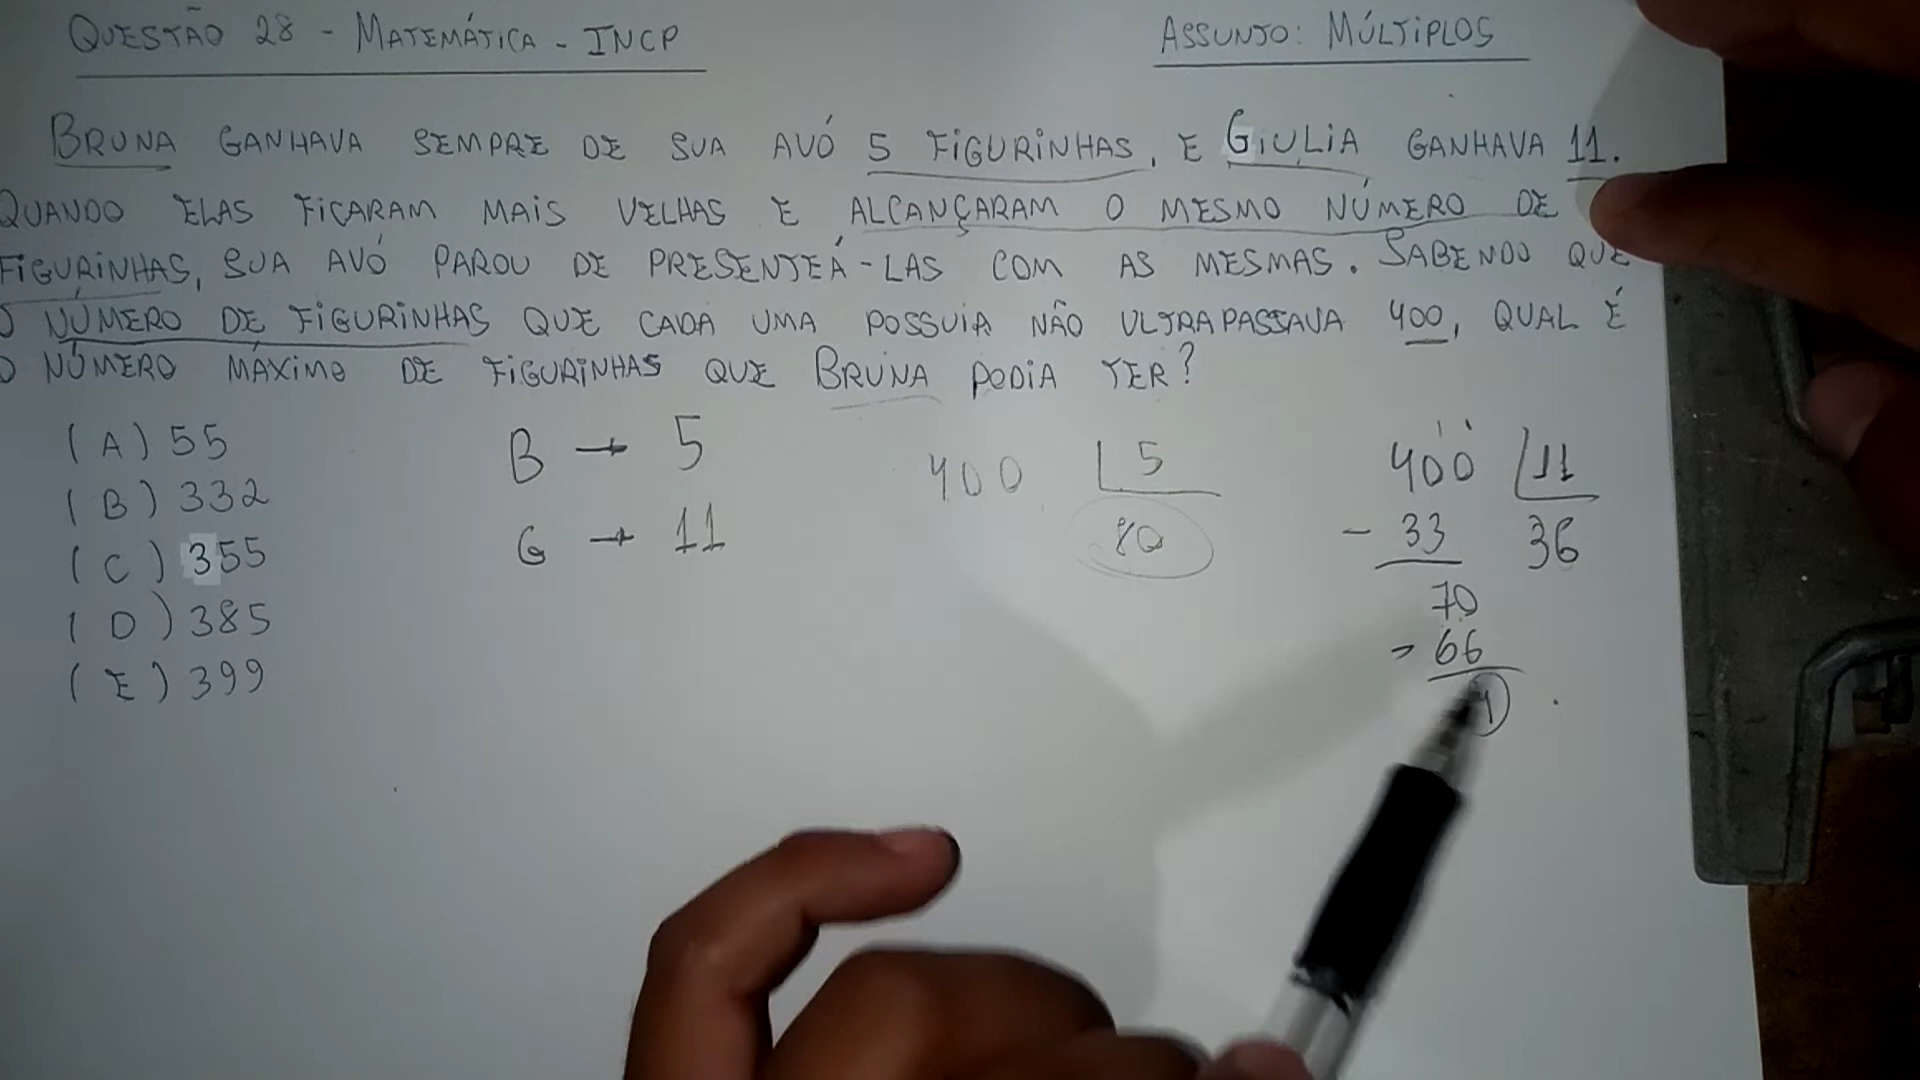 QUESTÃO 28 - MATEMÁTICA - INCP
ASSUNTO: MÚLTIPLOS
BRUNA GANHAVA SEMPRE DE SUA AVÓ 5 FIGURINHAS, E GIULIA GANHAVA 11.
QUANDO ELAS FICARAM MAIS VELHAS E ALCANÇARAM O MESMO NÚMERO DE
FIGURINHAS, SUA AVÓ PAROU DE PRESENTEÁ-LAS COM AS MESMAS. SABENDO QUE
O NÚMERO DE FIGURINHAS QUE CADA UMA POSSUIA NÃO ULTRAPASSAVA 400, QUAL É
O NÚMERO MÁXIMO DE FIGURINHAS QUE BRUNA PODIA TER?
(A) 55
(B) 332
(C) 355
(D) 385
(E) 399
B → 5
G → 11
400 5
80
400 11
- 33 36
70
- 66